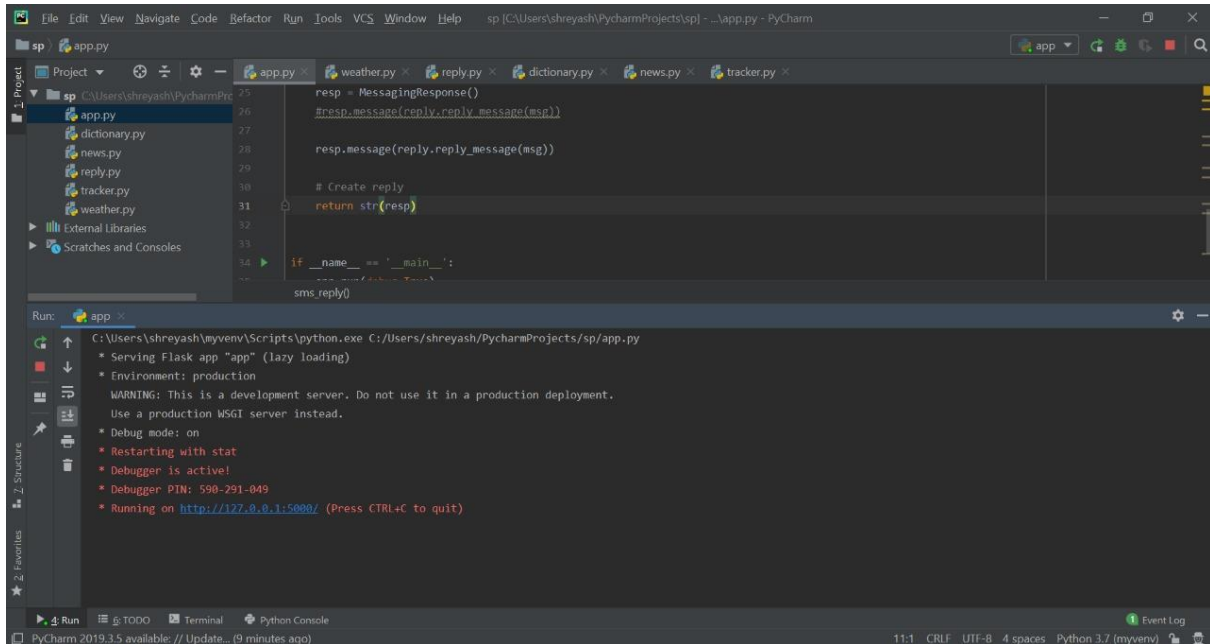 File Edit View Navigate Code Refactor Run Tools VCS Window Help sp [C:\Users\shreyash\PycharmProjects\sp] - ...\app.py - PyCharm
sp app.py app
1: Project
Project app.py weather.py reply.py dictionary.py news.py tracker.py
sp C:\Users\shreyash\PycharmPro
app.py
dictionary.py
news.py
reply.py
tracker.py
weather.py
External Libraries
Scratches and Consoles
25 resp = MessagingResponse()
26 #resp.message(reply.reply_message(msg))
27
28 resp.message(reply.reply_message(msg))
29
30 # Create reply
31 return str(resp)
32
33
34 if __name__ == '__main__':
app.run(debug=True)
sms_reply()
Run: app
C:\Users\shreyash\myvenv\Scripts\python.exe C:/Users/shreyash/PycharmProjects/sp/app.py
* Serving Flask app "app" (lazy loading)
* Environment: production
WARNING: This is a development server. Do not use it in a production deployment.
Use a production WSGI server instead.
* Debug mode: on
* Restarting with stat
* Debugger is active!
* Debugger PIN: 590-291-049
* Running on http://127.0.0.1:5000/ (Press CTRL+C to quit)
7: Structure
2: Favorites
4: Run 6: TODO Terminal Python Console 1 Event Log
PyCharm 2019.3.5 available: // Update... (9 minutes ago) 11:1 CRLF UTF-8 4 spaces Python 3.7 (myvenv)